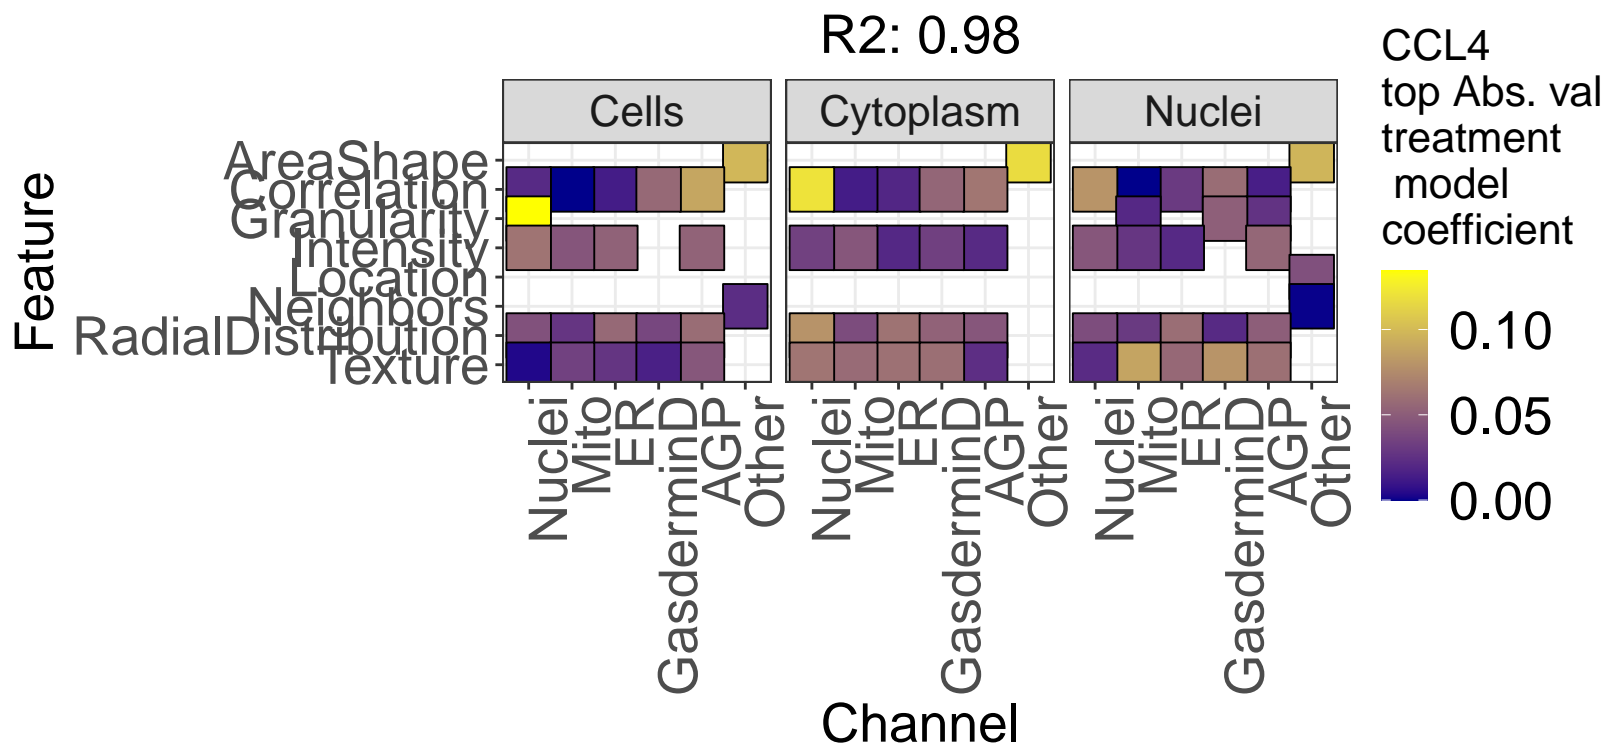 R2: 0.98
Cells
Cytoplasm
Nuclei
Feature
AreaShape
Correlation
Granularity
Intensity
Location
Neighbors
RadialDistribution
Texture
Nuclei
Mito
ER
GasderminD
AGP
Other
Nuclei
Mito
ER
GasderminD
AGP
Other
Nuclei
Mito
ER
GasderminD
AGP
Other
Channel
CCL4
top Abs. val
treatment
model
coefficient
0.10
0.05
0.00